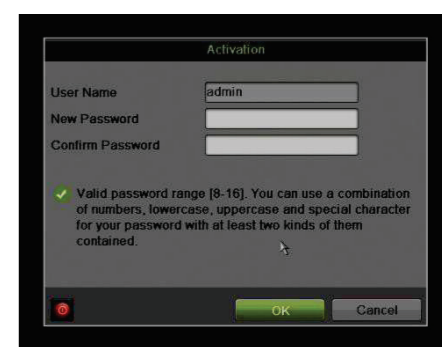 Activation
User Name admin
New Password
Confirm Password
Valid password range [8-16]. You can use a combination
of numbers, lowercase, uppercase and special character
for your password with at least two kinds of them
contained.
OK Cancel